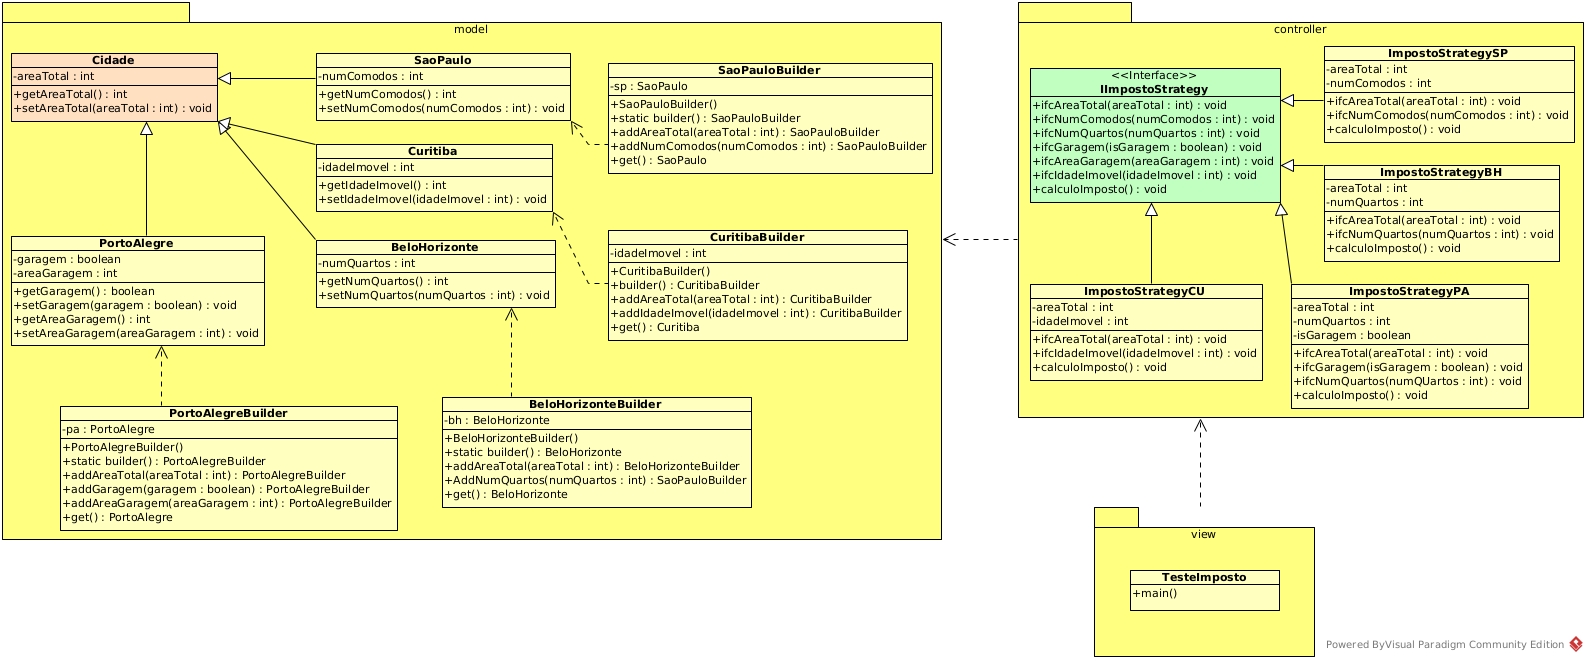 model
Cidade
-areaTotal : int
+getAreaTotal() : int
+setAreaTotal(areaTotal : int) : void
SaoPaulo
-numComodos : int
+getNumComodos() : int
+setNumComodos(numComodos : int) : void
SaoPauloBuilder
-sp : SaoPaulo
+SaoPauloBuilder()
+static builder() : SaoPauloBuilder
+addAreaTotal(areaTotal : int) : SaoPauloBuilder
+addNumComodos(numComodos : int) : SaoPauloBuilder
+get() : SaoPaulo
Curitiba
-idadeImovel : int
+getIdadeImovel() : int
+setIdadeImovel(idadeImovel : int) : void
PortoAlegre
-garagem : boolean
-areaGaragem : int
+getGaragem() : boolean
+setGaragem(garagem : boolean) : void
+getAreaGaragem() : int
+setAreaGaragem(areaGaragem : int) : void
BeloHorizonte
-numQuartos : int
+getNumQuartos() : int
+setNumQuartos(numQuartos : int) : void
CuritibaBuilder
-idadeImovel : int
+CuritibaBuilder()
+builder() : CuritibaBuilder
+addAreaTotal(areaTotal : int) : CuritibaBuilder
+addIdadeImovel(idadeImovel : int) : CuritibaBuilder
+get() : Curitiba
PortoAlegreBuilder
-pa : PortoAlegre
+PortoAlegreBuilder()
+static builder() : PortoAlegreBuilder
+addAreaTotal(areaTotal : int) : PortoAlegreBuilder
+addGaragem(garagem : boolean) : PortoAlegreBuilder
+addAreaGaragem(areaGaragem : int) : PortoAlegreBuilder
+get() : PortoAlegre
BeloHorizonteBuilder
-bh : BeloHorizonte
+BeloHorizonteBuilder()
+static builder() : BeloHorizonte
+addAreaTotal(areaTotal : int) : BeloHorizonteBuilder
+AddNumQuartos(numQuartos : int) : SaoPauloBuilder
+get() : BeloHorizonte
controller
<<Interface>>
IImpostoStrategy
+ifcAreaTotal(areaTotal : int) : void
+ifcNumComodos(numComodos : int) : void
+ifcNumQuartos(numQuartos : int) : void
+ifcGaragem(isGaragem : boolean) : void
+ifcAreaGaragem(areaGaragem : int) : void
+ifcIdadeImovel(idadeImovel : int) : void
+calculoImposto() : void
ImpostoStrategySP
-areaTotal : int
-numComodos : int
+ifcAreaTotal(areaTotal : int) : void
+ifcNumComodos(numComodos : int) : void
+calculoImposto() : void
ImpostoStrategyBH
-areaTotal : int
-numQuartos : int
+ifcAreaTotal(areaTotal : int) : void
+ifcNumQuartos(numQuartos : int) : void
+calculoImposto() : void
ImpostoStrategyCU
-areaTotal : int
-idadeImovel : int
+ifcAreaTotal(areaTotal : int) : void
+ifcIdadeImovel(idadeImovel : int) : void
+calculoImposto() : void
ImpostoStrategyPA
-areaTotal : int
-numQuartos : int
-isGaragem : boolean
+ifcAreaTotal(areaTotal : int) : void
+ifcGaragem(isGaragem : boolean) : void
+ifcNumQuartos(numQUartos : int) : void
+calculoImposto() : void
view
TesteImposto
+main()
Powered ByVisual Paradigm Community Edition